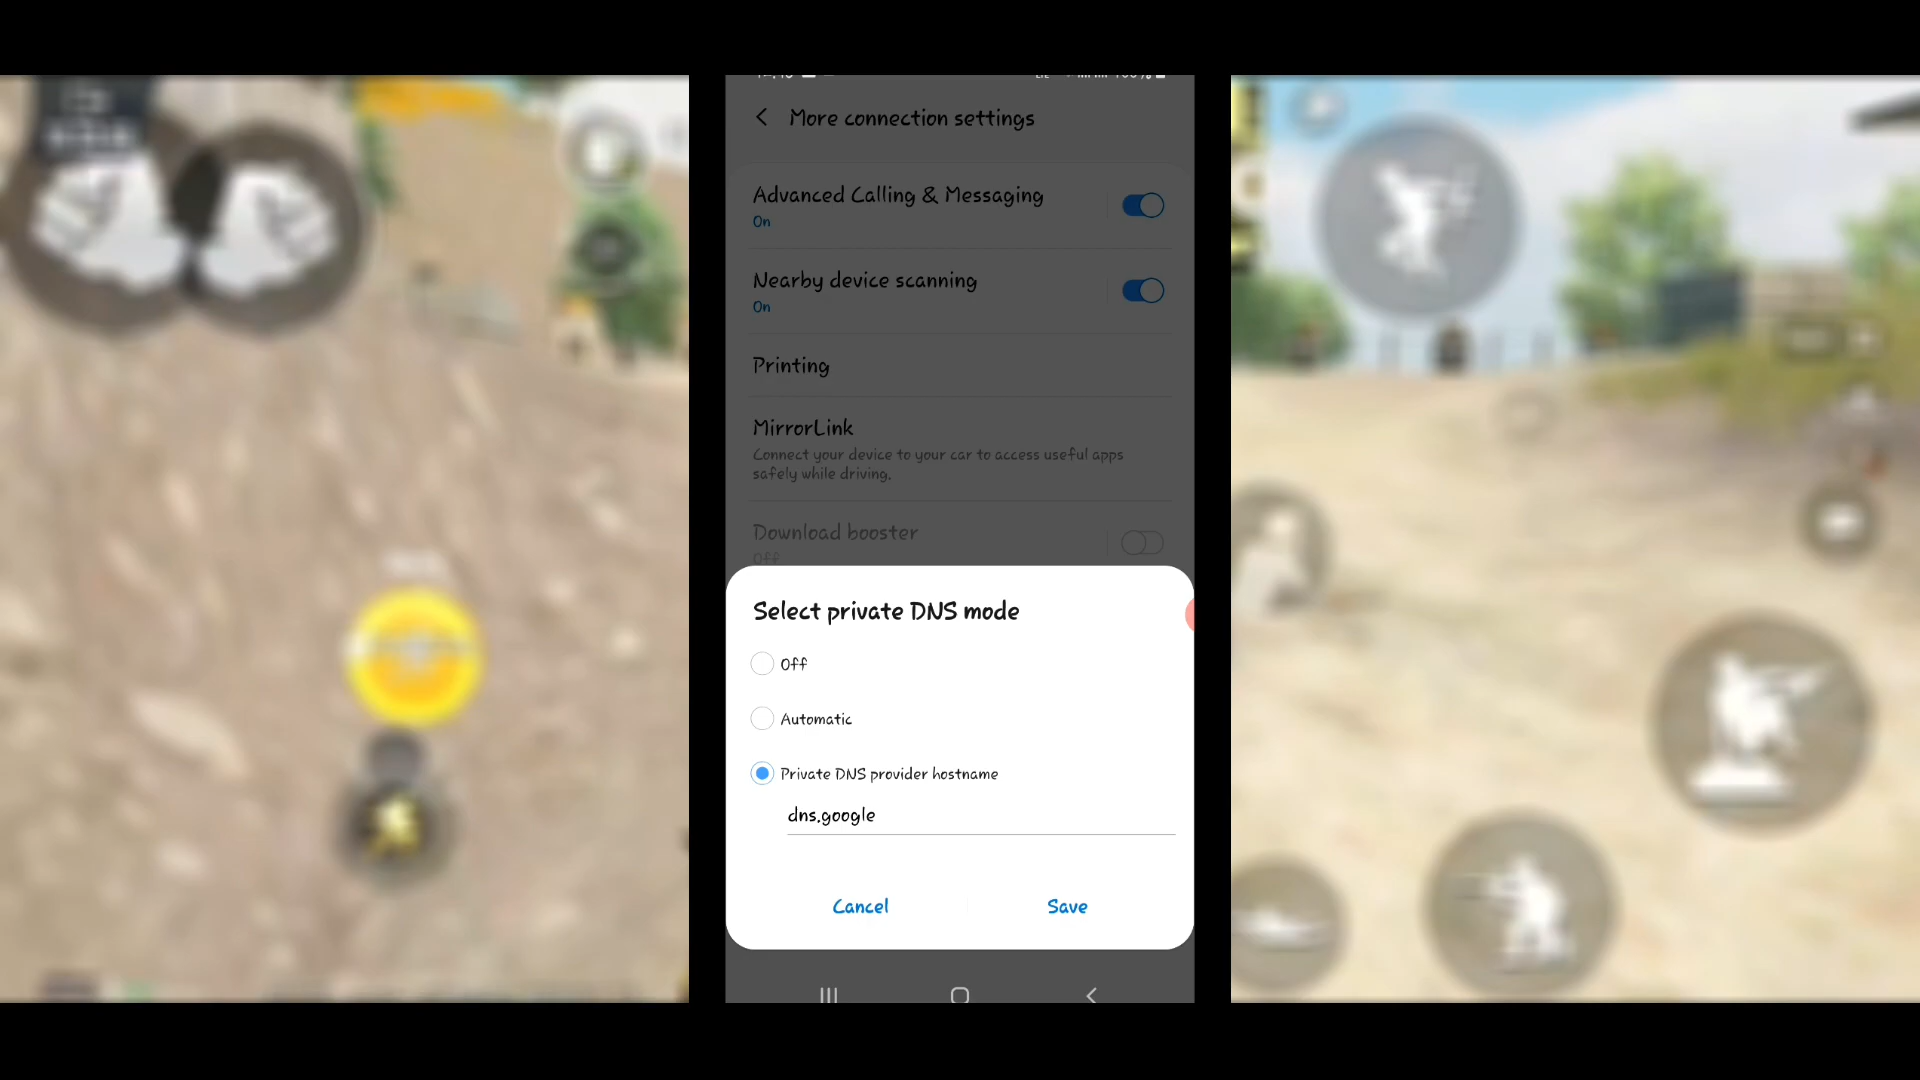 More connection settings
Advanced Calling & Messaging
On
Nearby device scanning
On
Printing
MirrorLink
Connect your device to your car to access useful apps
safely while driving.
Download booster
Off
Select private DNS mode
Off
Automatic
Private DNS provider hostname
dns.google
Cancel
Save